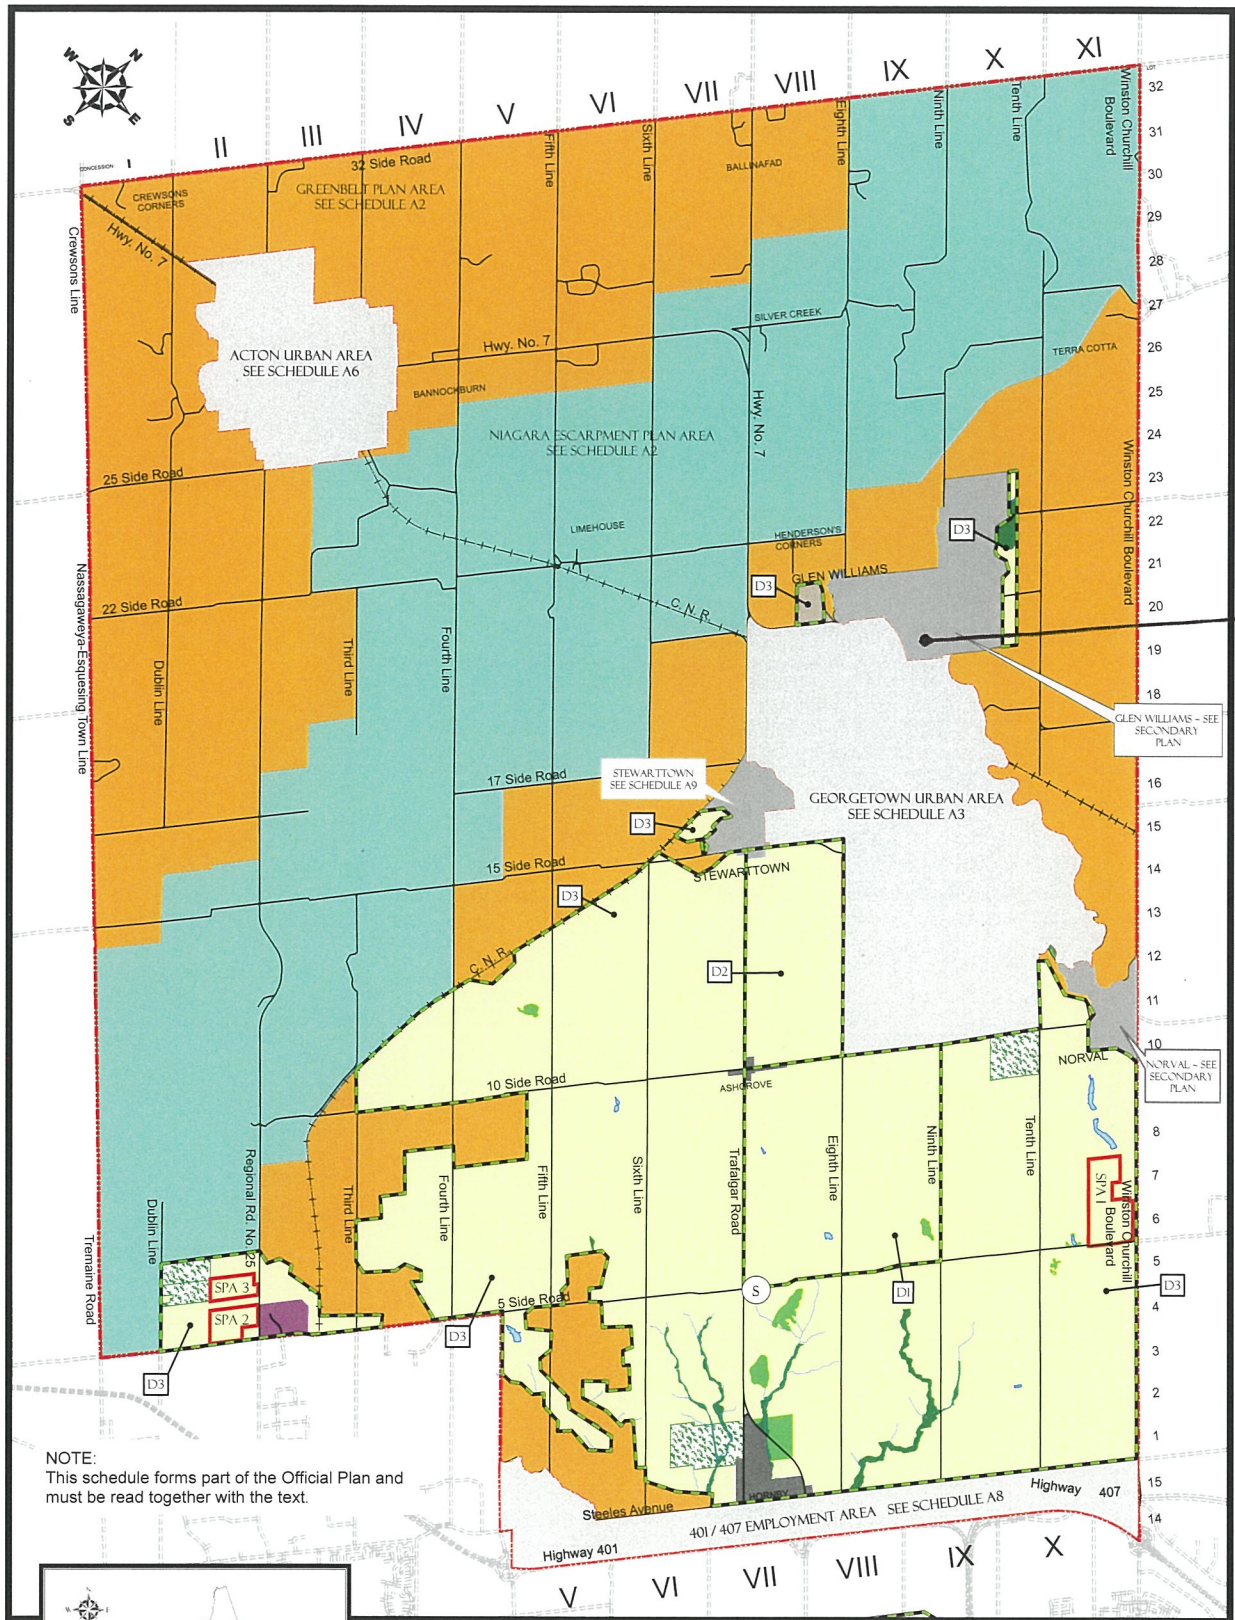 N
E
S
W
CONCESSION
I
II
III
IV
V
VI
VII
VIII
IX
X
XI
LOT
32
31
30
29
28
27
26
25
24
23
22
21
20
19
18
16
15
14
13
12
11
10
8
7
6
5
4
3
2
1
15
14
32 Side Road
GREENBELT PLAN AREA
SEE SCHEDULE A2
CREWSONS
CORNERS
Hwy. No. 7
Crewsons Line
Fifth Line
Sixth Line
BALLINAFAD
Eighth Line
Ninth Line
Tenth Line
Winston Churchill
Boulevard
ACTON URBAN AREA
SEE SCHEDULE A6
Hwy. No. 7
BANNOCKBURN
SILVER CREEK
TERRA COTTA
NIAGARA ESCARPMENT PLAN AREA
SEE SCHEDULE A2
Hwy. No. 7
25 Side Road
Winston Churchill Boulevard
LIMEHOUSE
HENDERSON'S
CORNERS
D3
GLEN WILLIAMS
D3
22 Side Road
C.N.R.
Nassagaweya-Esquesing Town Line
Dublin Line
Third Line
Fourth Line
GLEN WILLIAMS - SEE
SECONDARY
PLAN
17 Side Road
STEWARTTOWN
SEE SCHEDULE A9
GEORGETOWN URBAN AREA
SEE SCHEDULE A3
D3
15 Side Road
STEWARTTOWN
D3
C.N.R.
D2
10 Side Road
ASHGROVE
NORVAL
NORVAL - SEE
SECONDARY
PLAN
Dublin Line
Regional Rd. No. 25
Third Line
Fourth Line
Fifth Line
Sixth Line
Trafalgar Road
Eighth Line
Ninth Line
Tenth Line
SPA 1
Winston Churchill
Boulevard
Tremaine Road
SPA 3
SPA 2
5 Side Road
S
D1
D3
D3
D3
NOTE:
This schedule forms part of the Official Plan and
must be read together with the text.
Steeles Avenue
HORNBY
401 / 407 EMPLOYMENT AREA SEE SCHEDULE A8
Highway 407
Highway 401
V
VI
VII
VIII
IX
X